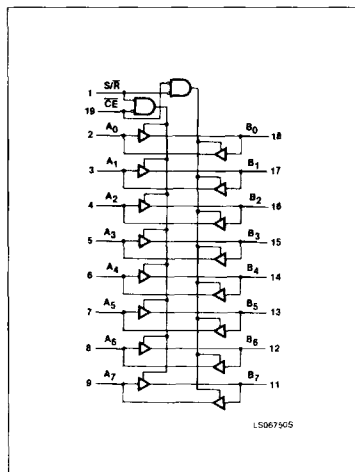 1 S/R̅
19 C̅E̅
2 A0 B0 18
3 A1 B1 17
4 A2 B2 16
5 A3 B3 15
6 A4 B4 14
7 A5 B5 13
8 A6 B6 12
9 A7 B7 11
LS06750S